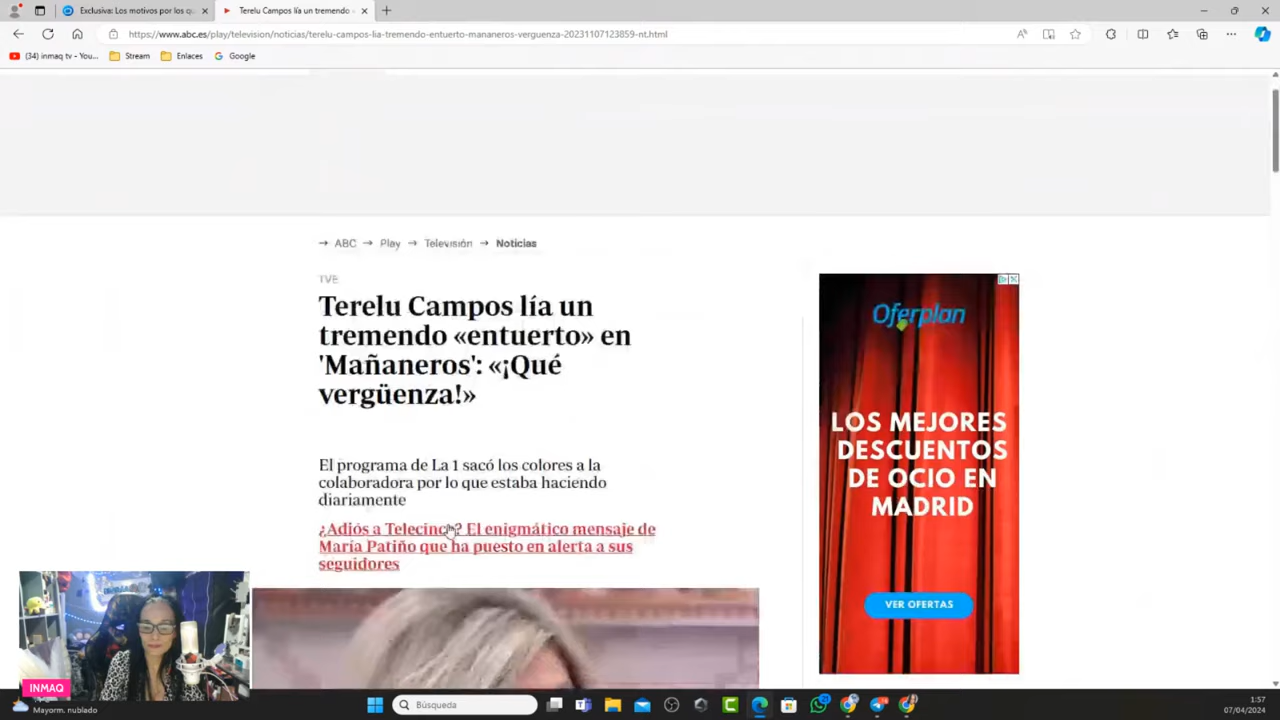 Exclusiva: Los motivos por los qu
Terelu Campos lía un tremendo
https://www.abc.es/play/television/noticias/terelu-campos-lia-tremendo-entuerto-mananeros-verguenza-20231107123859-nt.html
(34) inmaq tv - You...
Stream
Enlaces
Google
→ ABC → Play → Televisión → Noticias
TVE
Terelu Campos lía un
tremendo «entuerto» en
'Mañaneros': «¡Qué
vergüenza!»
El programa de La 1 sacó los colores a la
colaboradora por lo que estaba haciendo
diariamente
¿Adiós a Telecinco? El enigmático mensaje de
María Patiño que ha puesto en alerta a sus
seguidores
Oferplan
LOS MEJORES
DESCUENTOS
DE OCIO EN
MADRID
VER OFERTAS
INMAQ
Mayorm. nublado
Búsqueda
1:57
07/04/2024